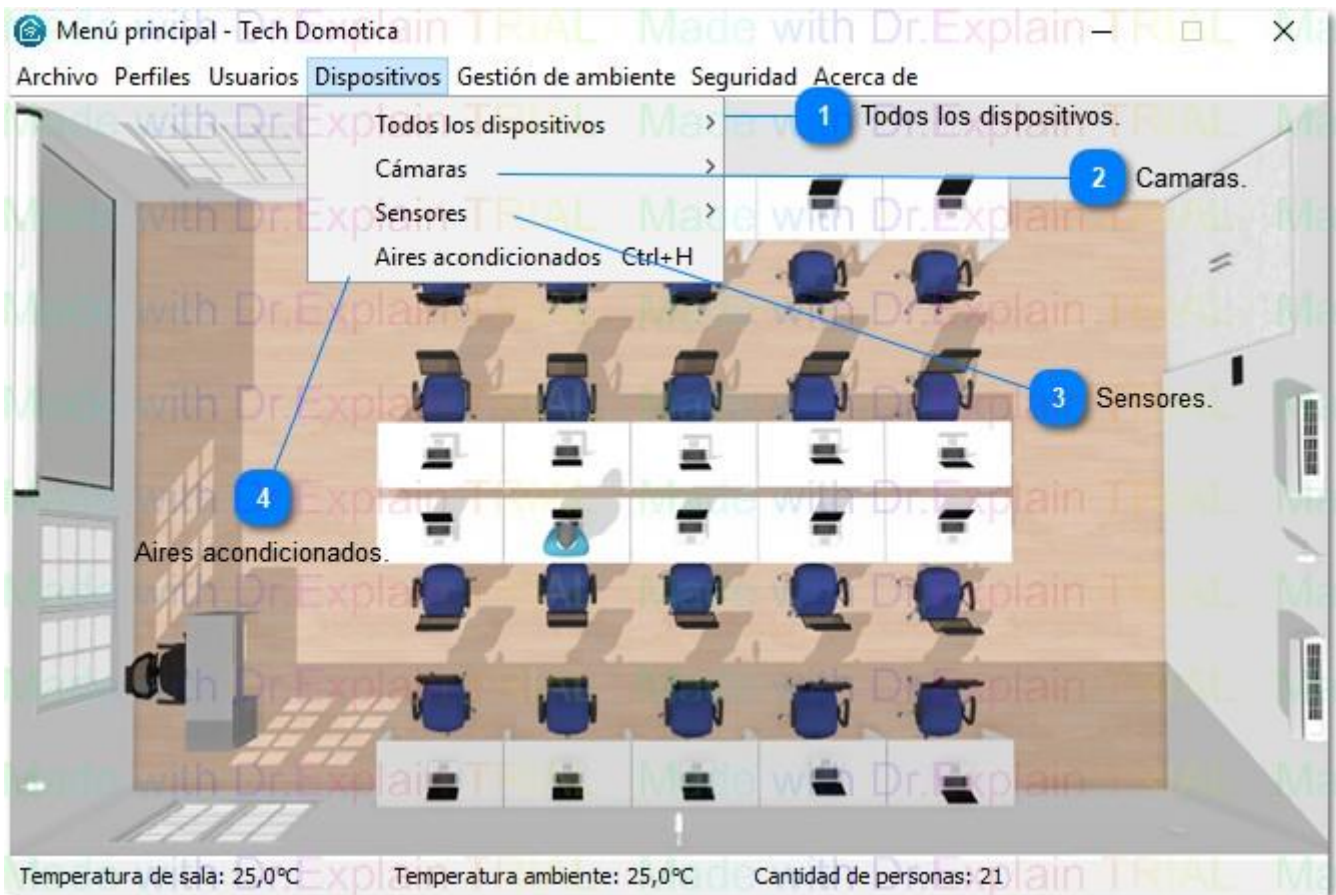 Menú principal - Tech Domotica
Archivo Perfiles Usuarios Dispositivos Gestión de ambiente Seguridad Acerca de
Todos los dispositivos
1 Todos los dispositivos.
Cámaras
2 Camaras.
Sensores
Aires acondicionados Ctrl+H
3 Sensores.
4
Aires acondicionados.
Temperatura de sala: 25,0°C Temperatura ambiente: 25,0°C Cantidad de personas: 21
Made with Dr.Explain TRIAL